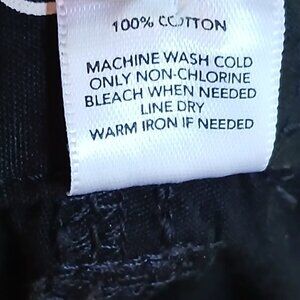 100% COTTON
MACHINE WASH COLD
ONLY NON-CHLORINE
BLEACH WHEN NEEDED
LINE DRY
WARM IRON IF NEEDED